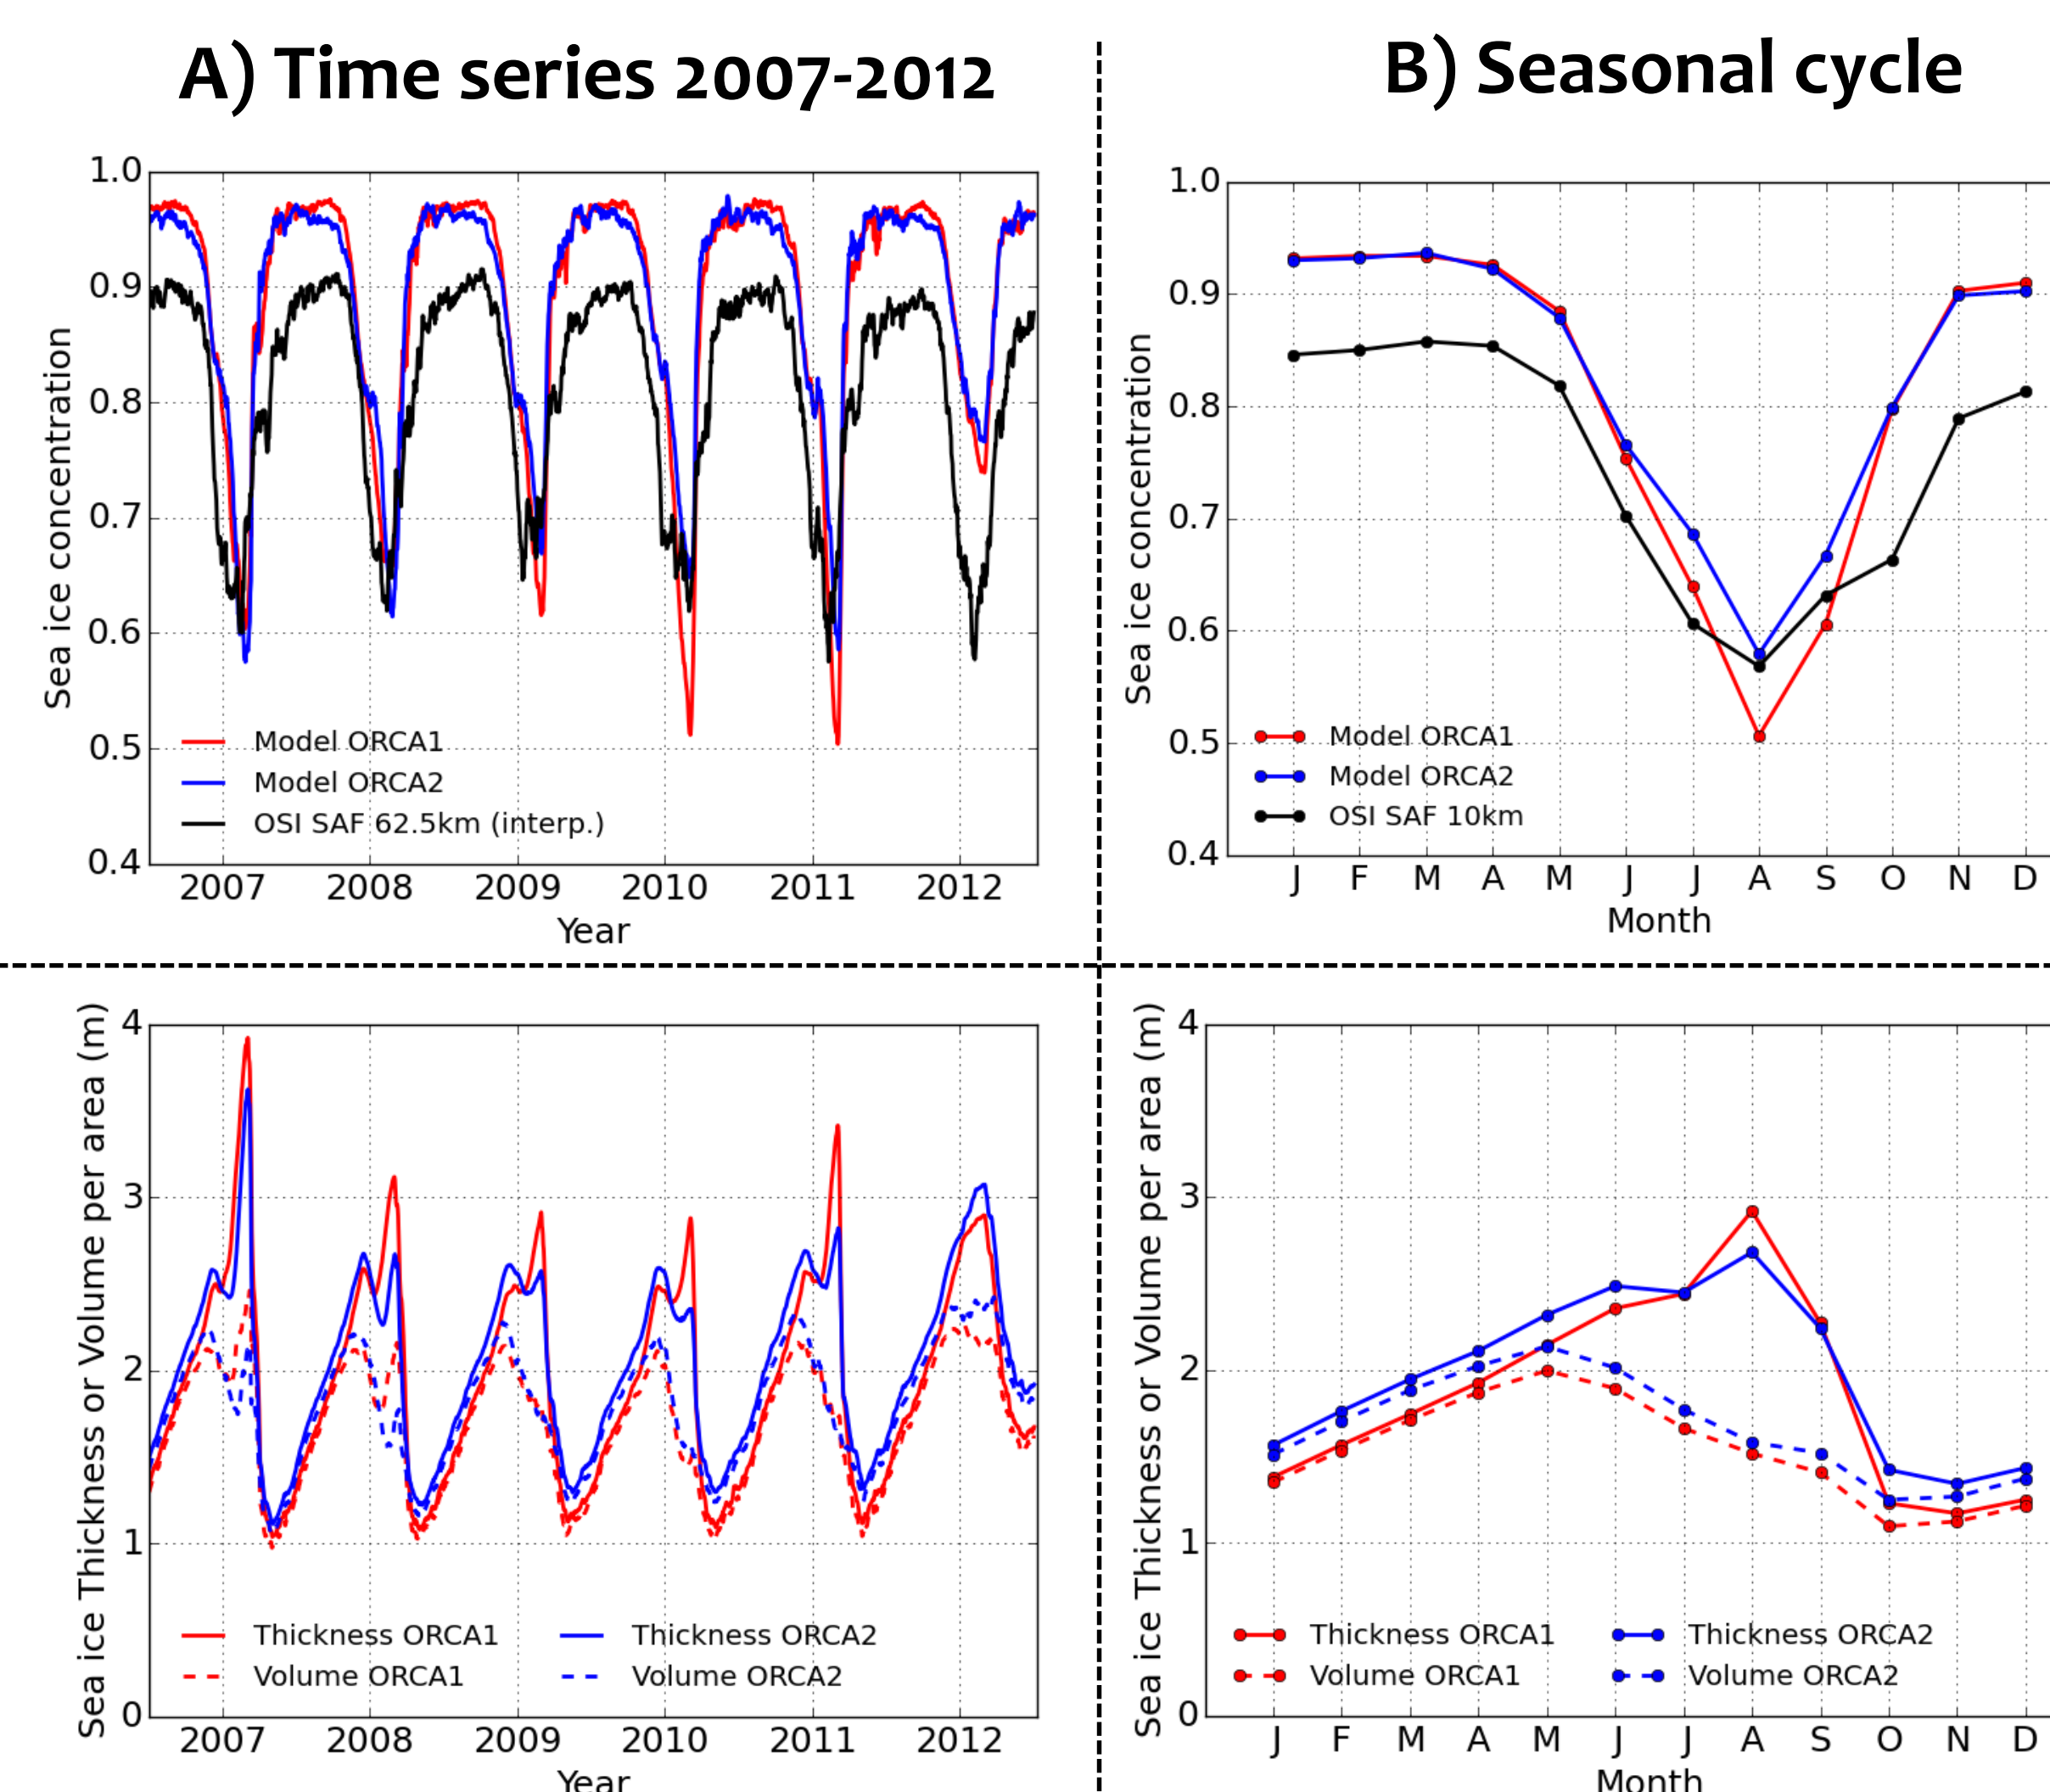 A) Time series 2007-2012
B) Seasonal cycle
Sea ice concentration
1.0
0.9
0.8
0.7
0.6
0.5
0.4
Model ORCA1
Model ORCA2
OSI SAF 62.5km (interp.)
2007 2008 2009 2010 2011 2012
Year
Sea ice concentration
1.0
0.9
0.8
0.7
0.6
0.5
0.4
Model ORCA1
Model ORCA2
OSI SAF 10km
J F M A M J J A S O N D
Month
Sea ice Thickness or Volume per area (m)
4
3
2
1
0
Thickness ORCA1 Thickness ORCA2
Volume ORCA1 Volume ORCA2
2007 2008 2009 2010 2011 2012
Year
Sea ice Thickness or Volume per area (m)
4
3
2
1
0
Thickness ORCA1 Thickness ORCA2
Volume ORCA1 Volume ORCA2
J F M A M J J A S O N D
Month